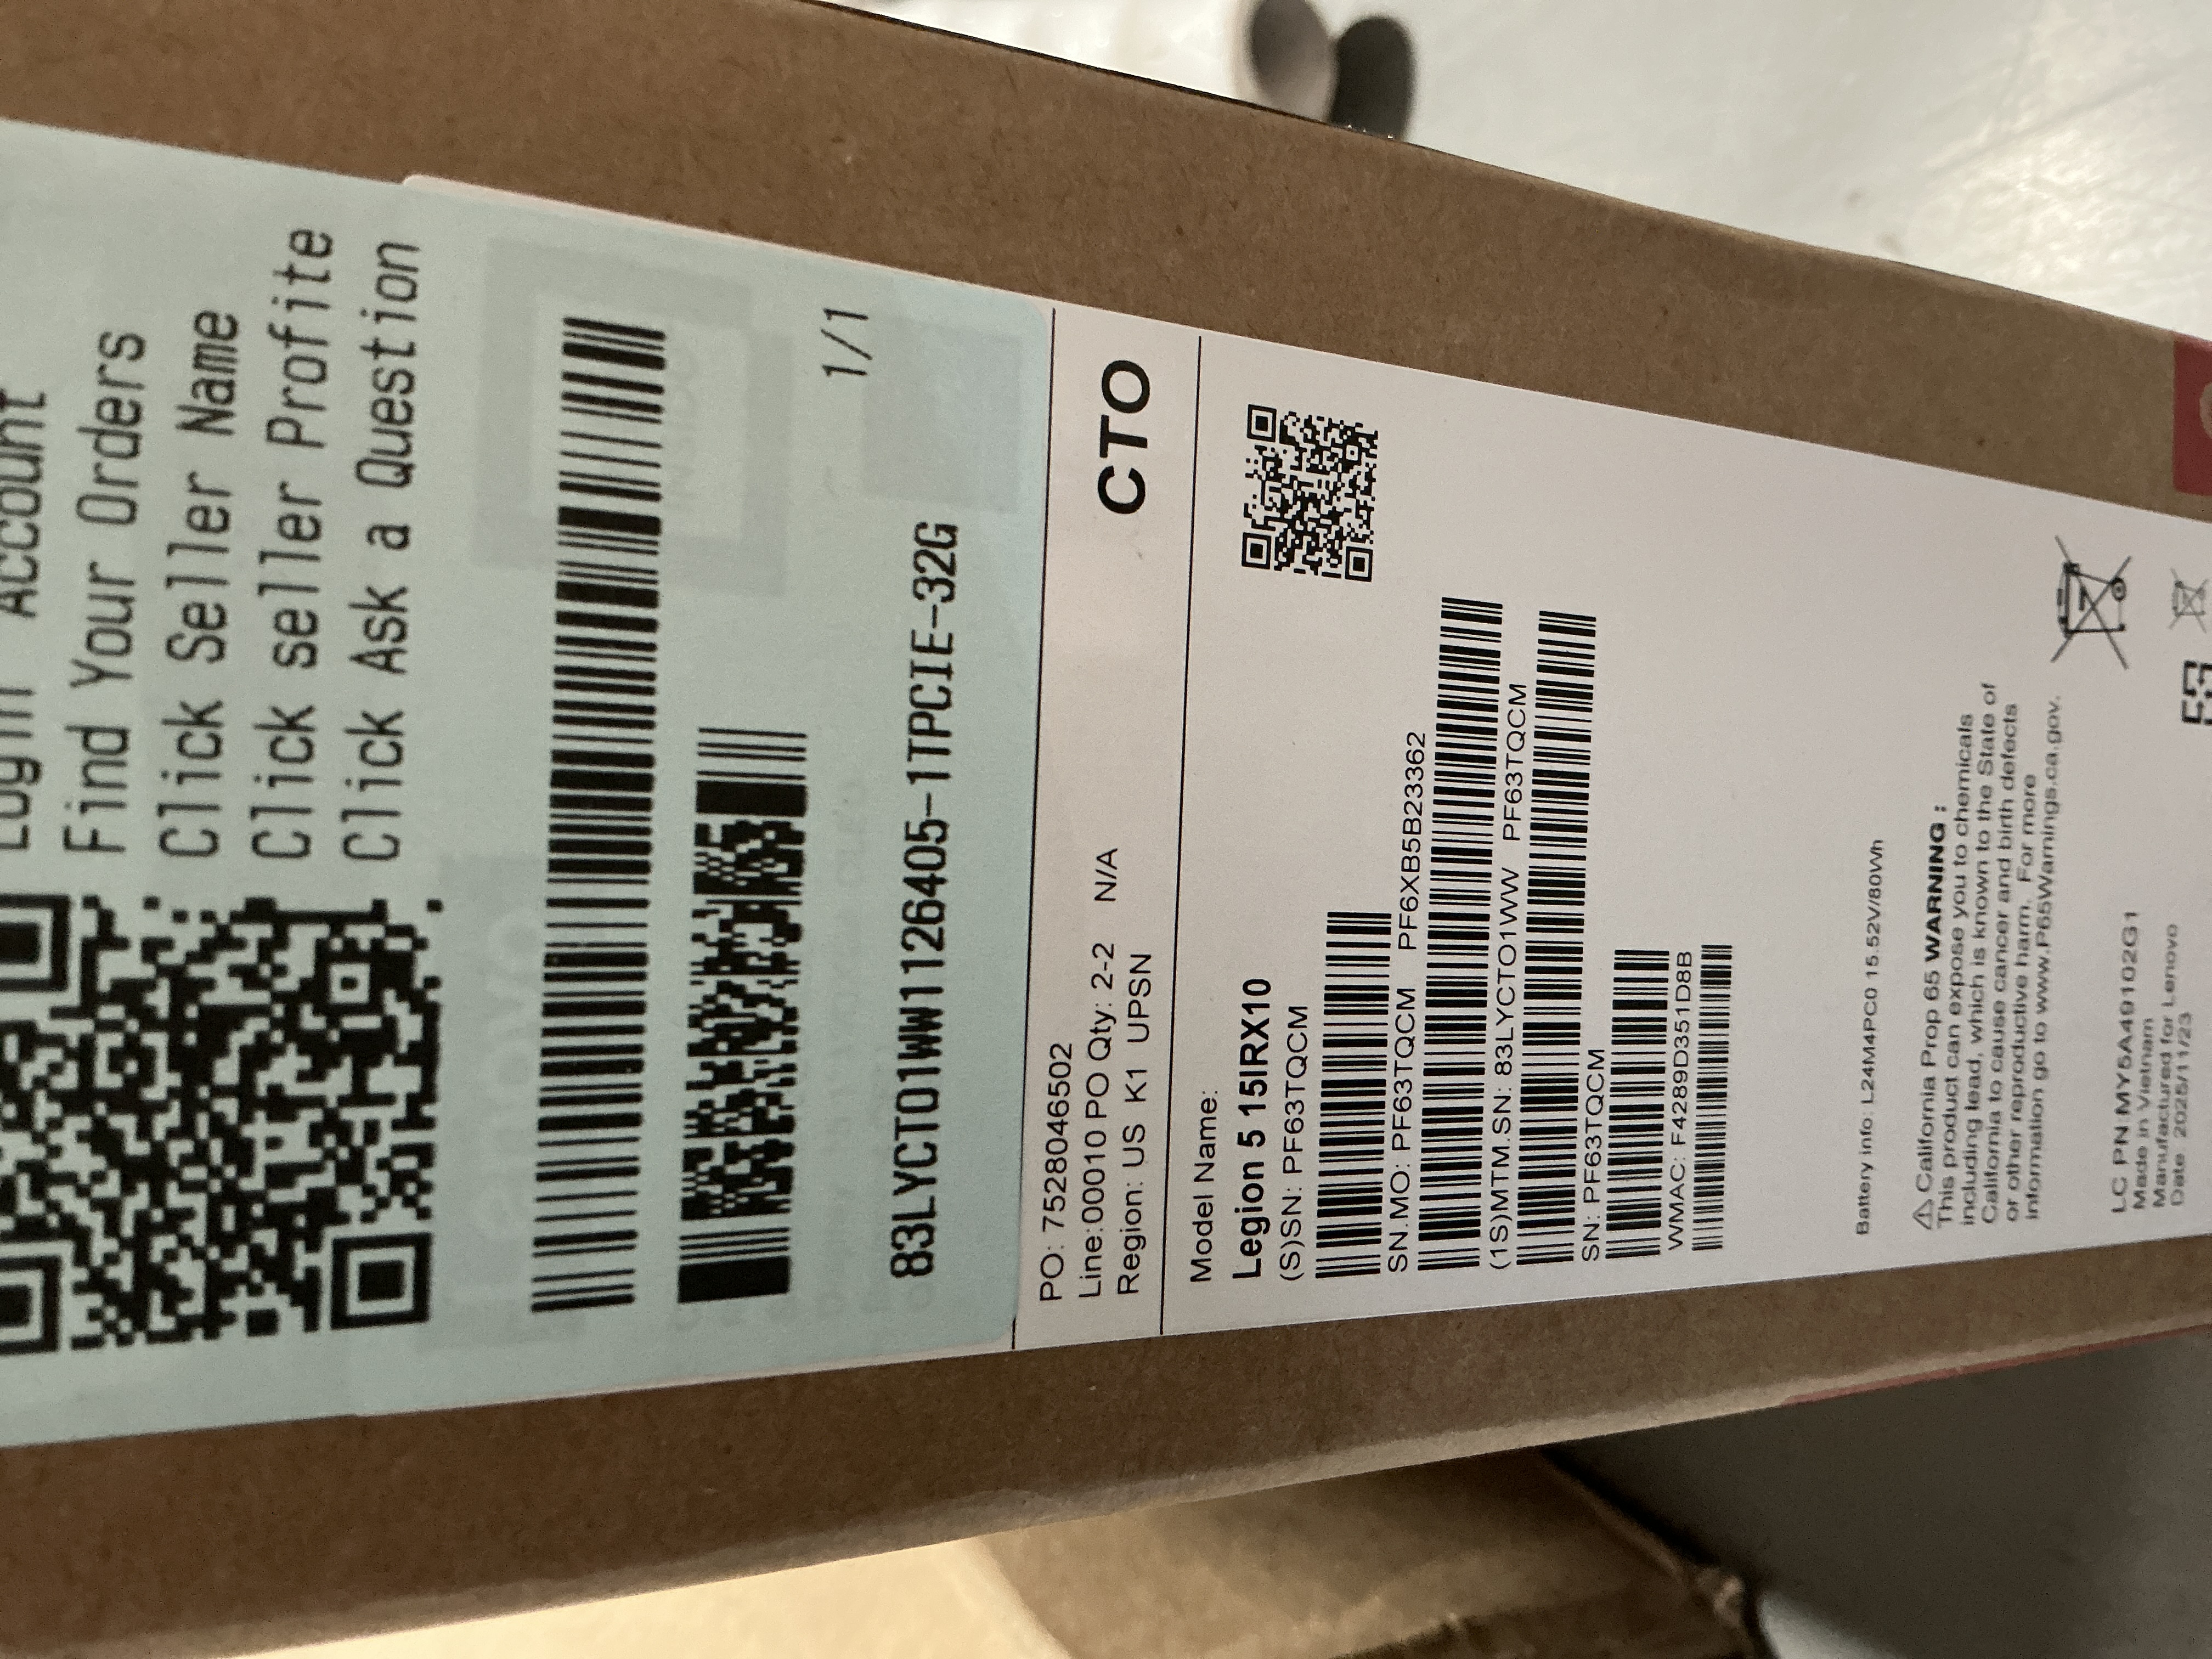 Login Account
Find Your Orders
Click Seller Name
Click seller Profite
Click Ask a Question
1/1
83LYCTO1WW1126405-1TPCIE-32G
PO: 7528046502
Line:00010 PO Qty: 2-2 N/A
Region: US K1 UPSN
CTO
Model Name:
Legion 5 15IRX10
(S)SN: PF63TQCM
SN.MO: PF63TQCM PF6XB5B23362
(1S)MTM.SN: 83LYCTO1WW PF63TQCM
SN: PF63TQCM
WMAC: F4289D351D8B
Battery info: L24M4PC0 15.52V/80Wh
⚠ California Prop 65 WARNING :
This product can expose you to chemicals
including lead, which is known to the State of
California to cause cancer and birth defects
or other reproductive harm. For more
information go to www.P65Warnings.ca.gov.
LC PN MY5A49102G1
Made in Vietnam
Manufactured for Lenovo
Date 2025/11/23